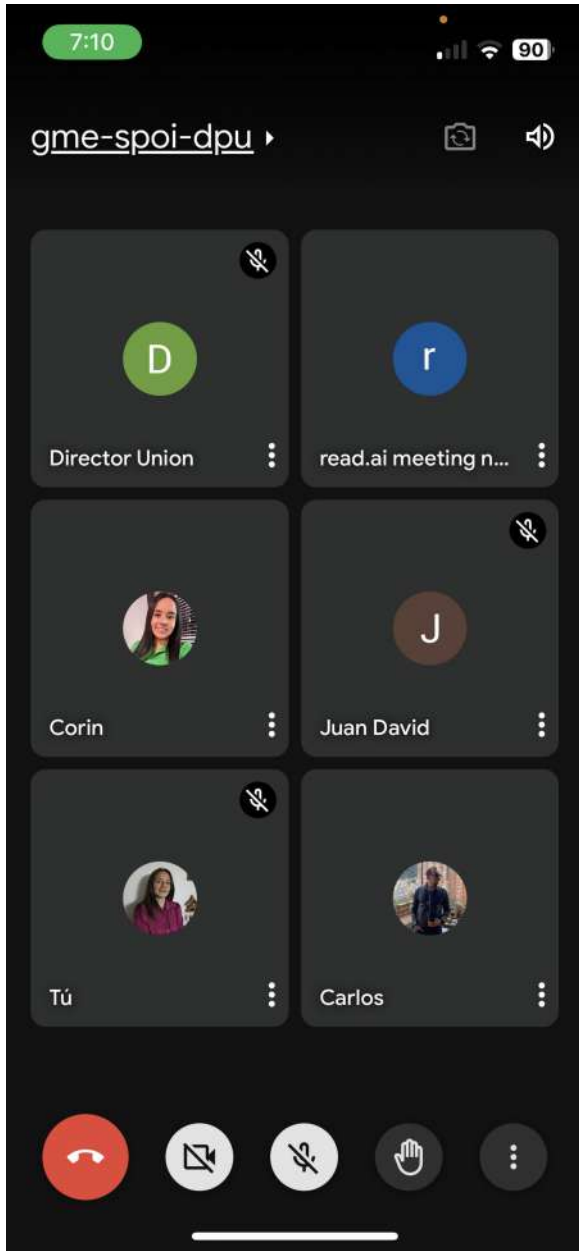 7:10
90
gme-spoi-dpu
D
r
Director Union
read.ai meeting n...
J
Corin
Juan David
Tú
Carlos